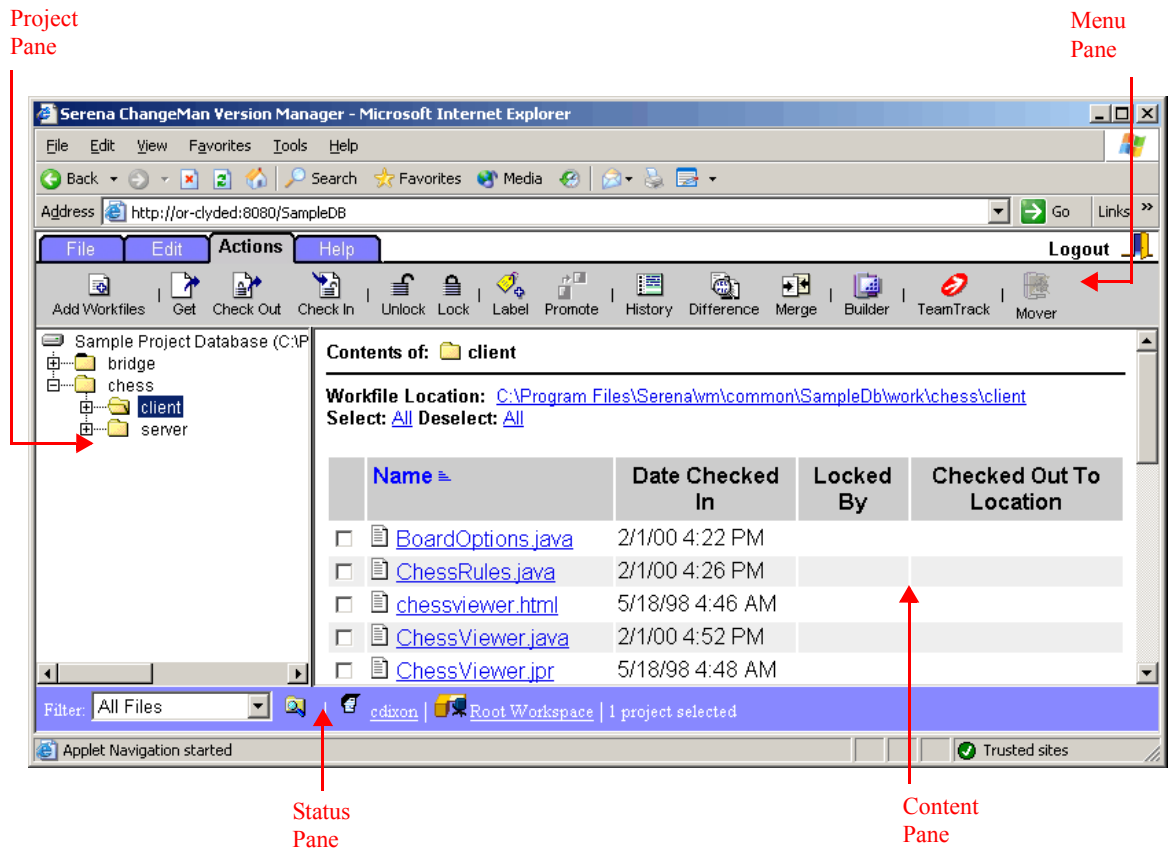 Project
Pane
Menu
Pane
Serena ChangeMan Version Manager - Microsoft Internet Explorer
File Edit View Favorites Tools Help
Back Search Favorites Media
Address http://or-clyded:8080/SampleDB Go Links »
File Edit Actions Help Logout
Add Workfiles Get Check Out Check In Unlock Lock Label Promote History Difference Merge Builder TeamTrack Mover
Sample Project Database (C:\P
bridge
chess
client
server
Contents of: client
Workfile Location: C:\Program Files\Serena\vm\common\SampleDb\work\chess\client
Select: All Deselect: All
Name Date Checked In Locked By Checked Out To Location
BoardOptions.java 2/1/00 4:22 PM
ChessRules.java 2/1/00 4:26 PM
chessviewer.html 5/18/98 4:46 AM
ChessViewer.java 2/1/00 4:52 PM
ChessViewer.jpr 5/18/98 4:48 AM
Filter: All Files | cdixon | Root Workspace | 1 project selected
Applet Navigation started Trusted sites
Status
Pane
Content
Pane